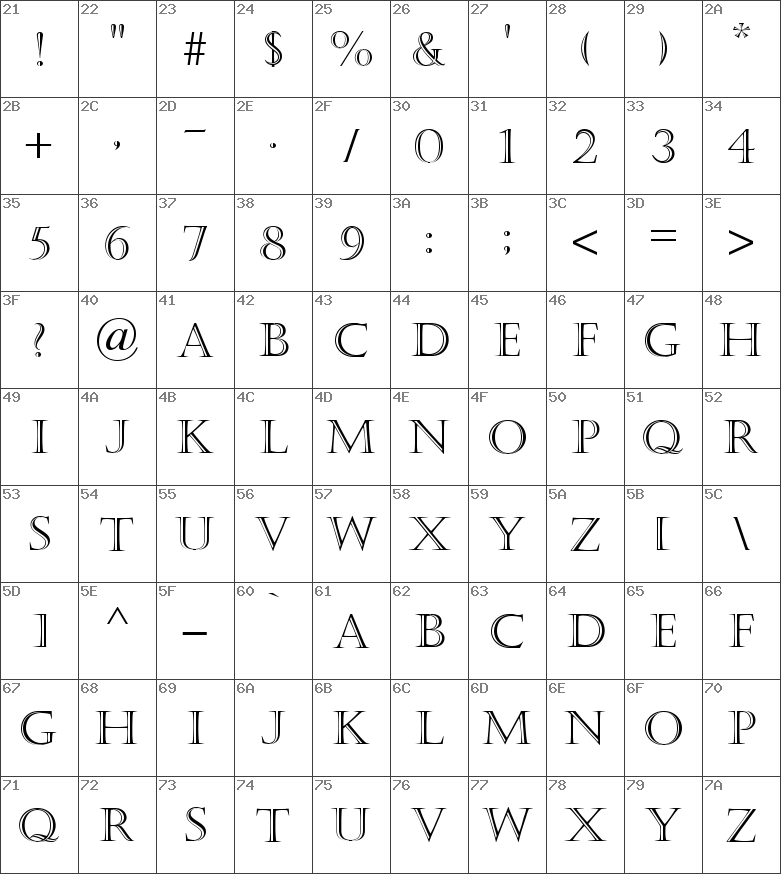 21 22 23 24 25 26 27 28 29 2A
! " # $ % & ' ( ) *
2B 2C 2D 2E 2F 30 31 32 33 34
+ , - . / 0 1 2 3 4
35 36 37 38 39 3A 3B 3C 3D 3E
5 6 7 8 9 : ; < = >
3F 40 41 42 43 44 45 46 47 48
? @ A B C D E F G H
49 4A 4B 4C 4D 4E 4F 50 51 52
I J K L M N O P Q R
53 54 55 56 57 58 59 5A 5B 5C
S T U V W X Y Z [ \
5D 5E 5F 60 61 62 63 64 65 66
] ^ _ ` A B C D E F
67 68 69 6A 6B 6C 6D 6E 6F 70
G H I J K L M N O P
71 72 73 74 75 76 77 78 79 7A
Q R S T U V W X Y Z